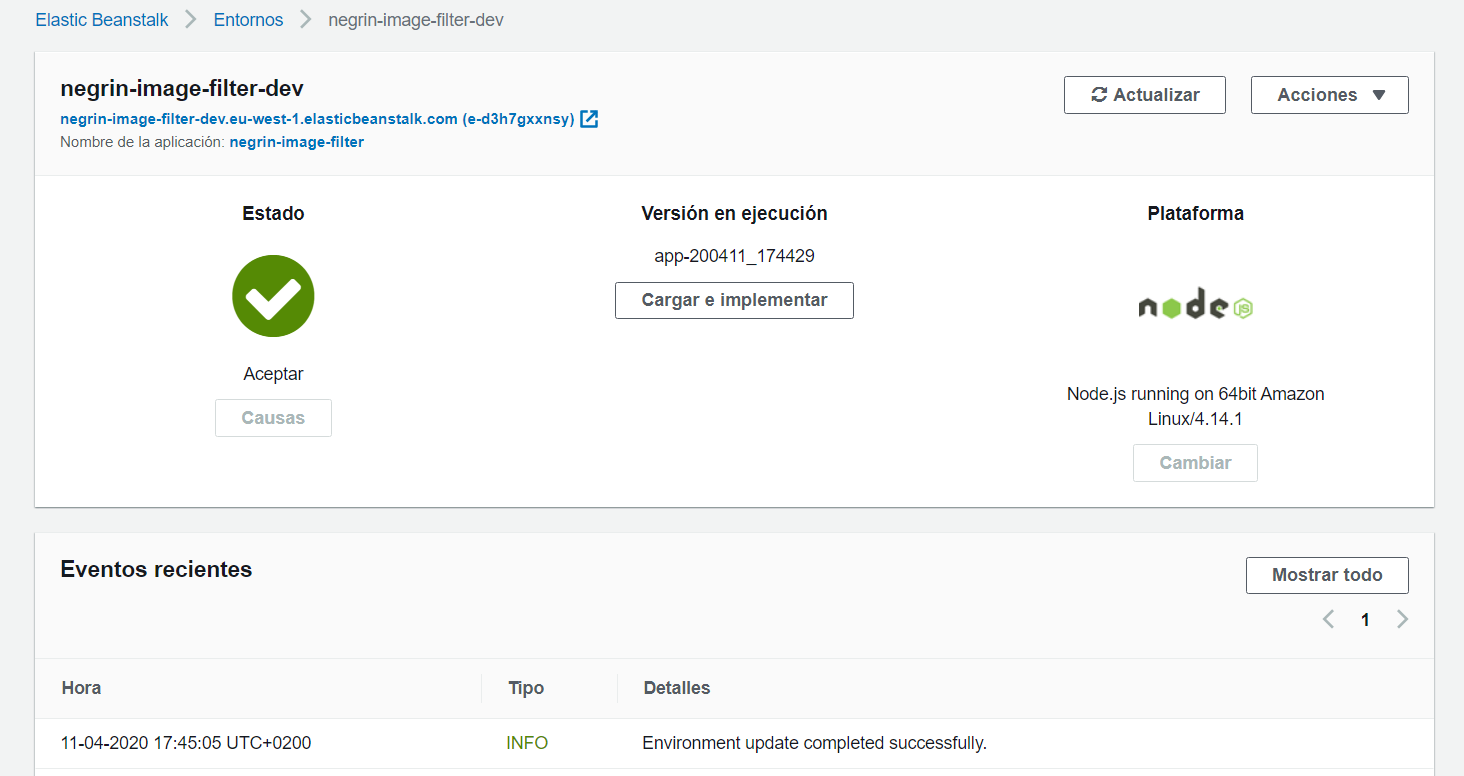 Elastic Beanstalk > Entornos > negrin-image-filter-dev
negrin-image-filter-dev
Actualizar
Acciones ▼
negrin-image-filter-dev.eu-west-1.elasticbeanstalk.com (e-d3h7gxxnsy)
Nombre de la aplicación: negrin-image-filter
Estado
Aceptar
Causas
Versión en ejecución
app-200411_174429
Cargar e implementar
Plataforma
node JS
Node.js running on 64bit Amazon
Linux/4.14.1
Cambiar
Eventos recientes
Mostrar todo
< 1 >
Hora Tipo Detalles
11-04-2020 17:45:05 UTC+0200 INFO Environment update completed successfully.